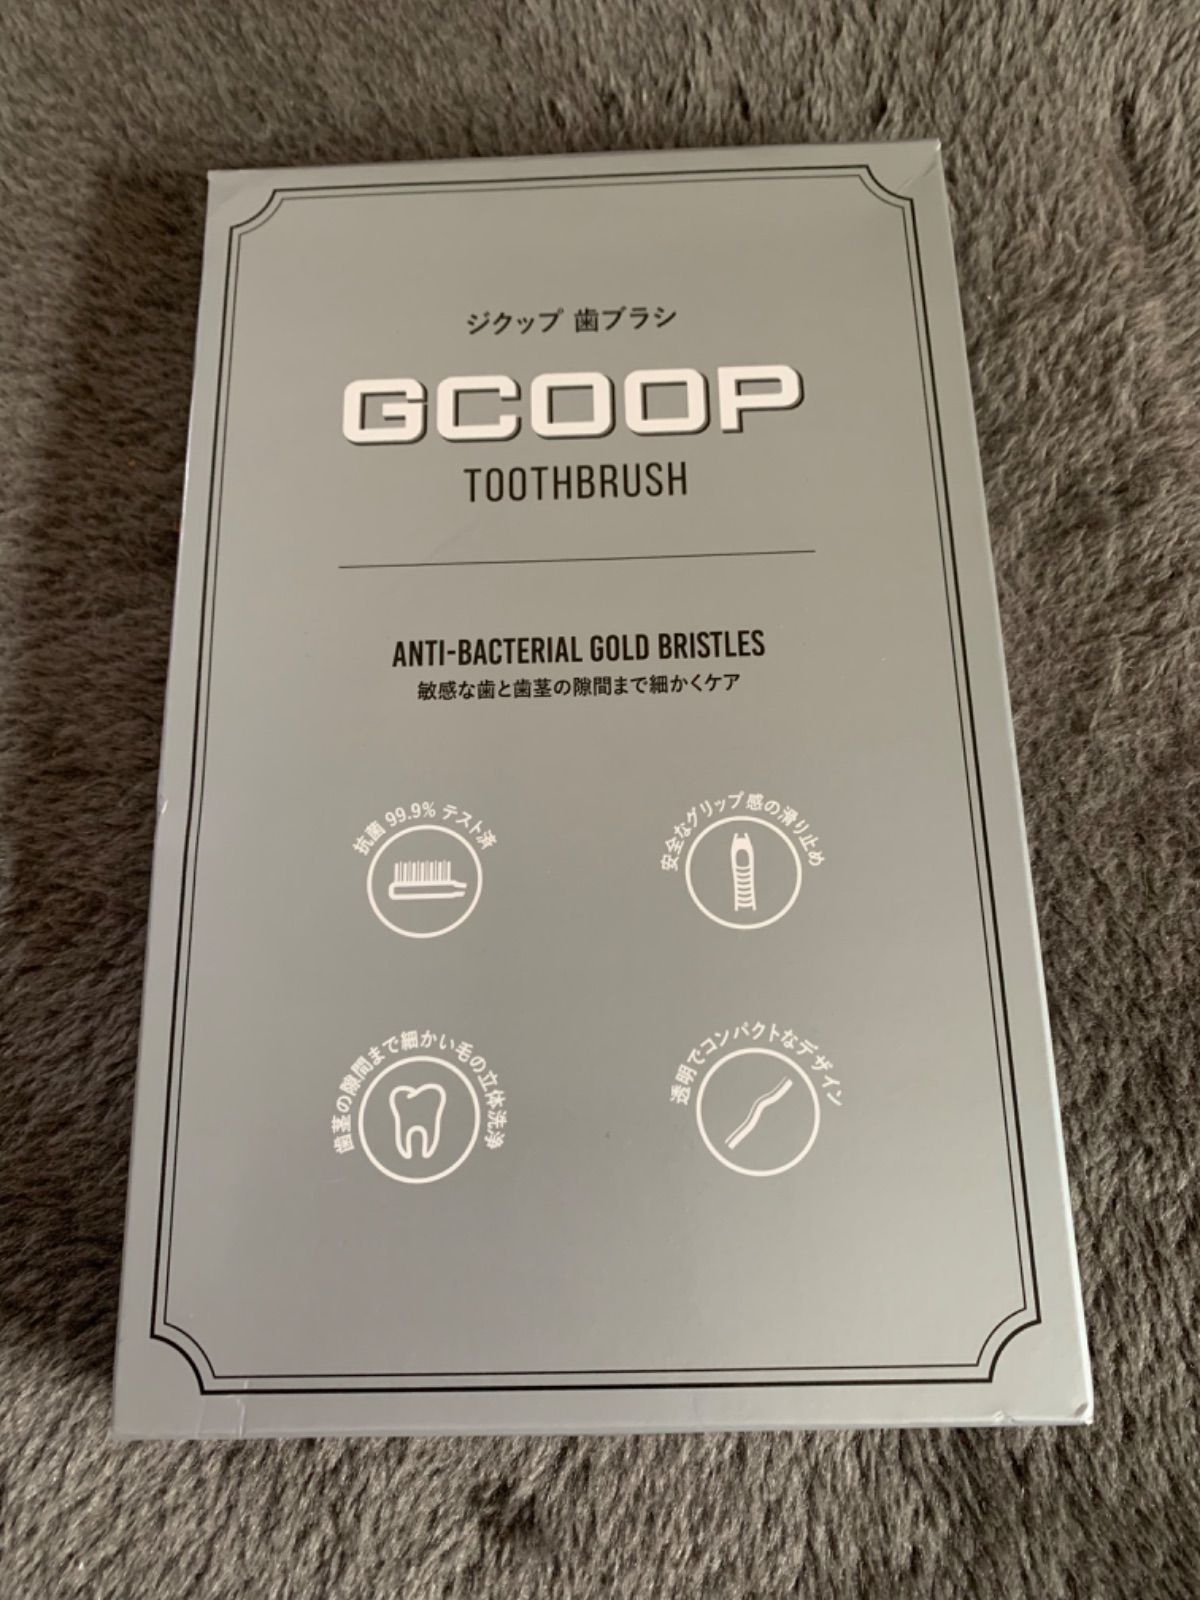 ジクップ 歯ブラシ
GCOOP
TOOTHBRUSH
ANTI-BACTERIAL GOLD BRISTLES
敏感な歯と歯茎の隙間まで細かくケア
抗菌 99.9% テスト済
安全なグリップ感の滑り止め
歯茎の隙間まで細かい毛の立体洗浄
透明でコンパクトなデザイン